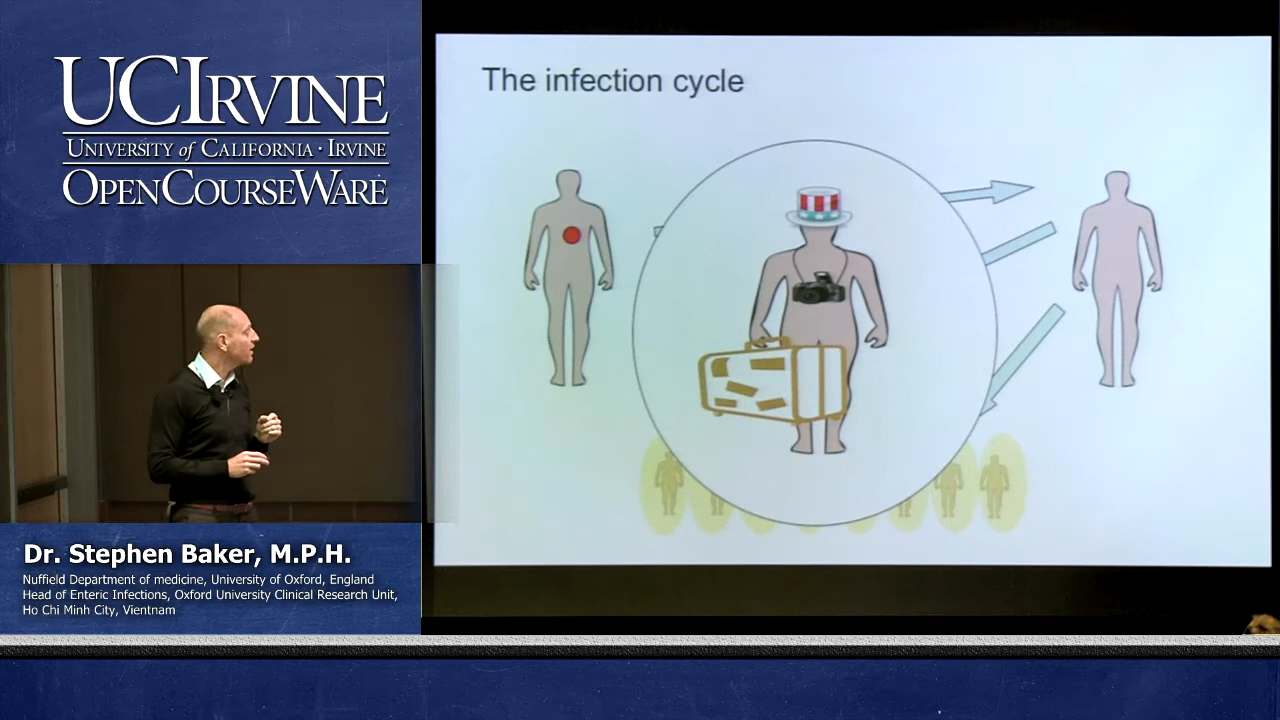 UCIRVINE
UNIVERSITY of CALIFORNIA · IRVINE
OPENCOURSEWARE
The infection cycle
Dr. Stephen Baker, M.P.H.
Nuffield Department of medicine, University of Oxford, England
Head of Enteric Infections, Oxford University Clinical Research Unit,
Ho Chi Minh City, Vientnam